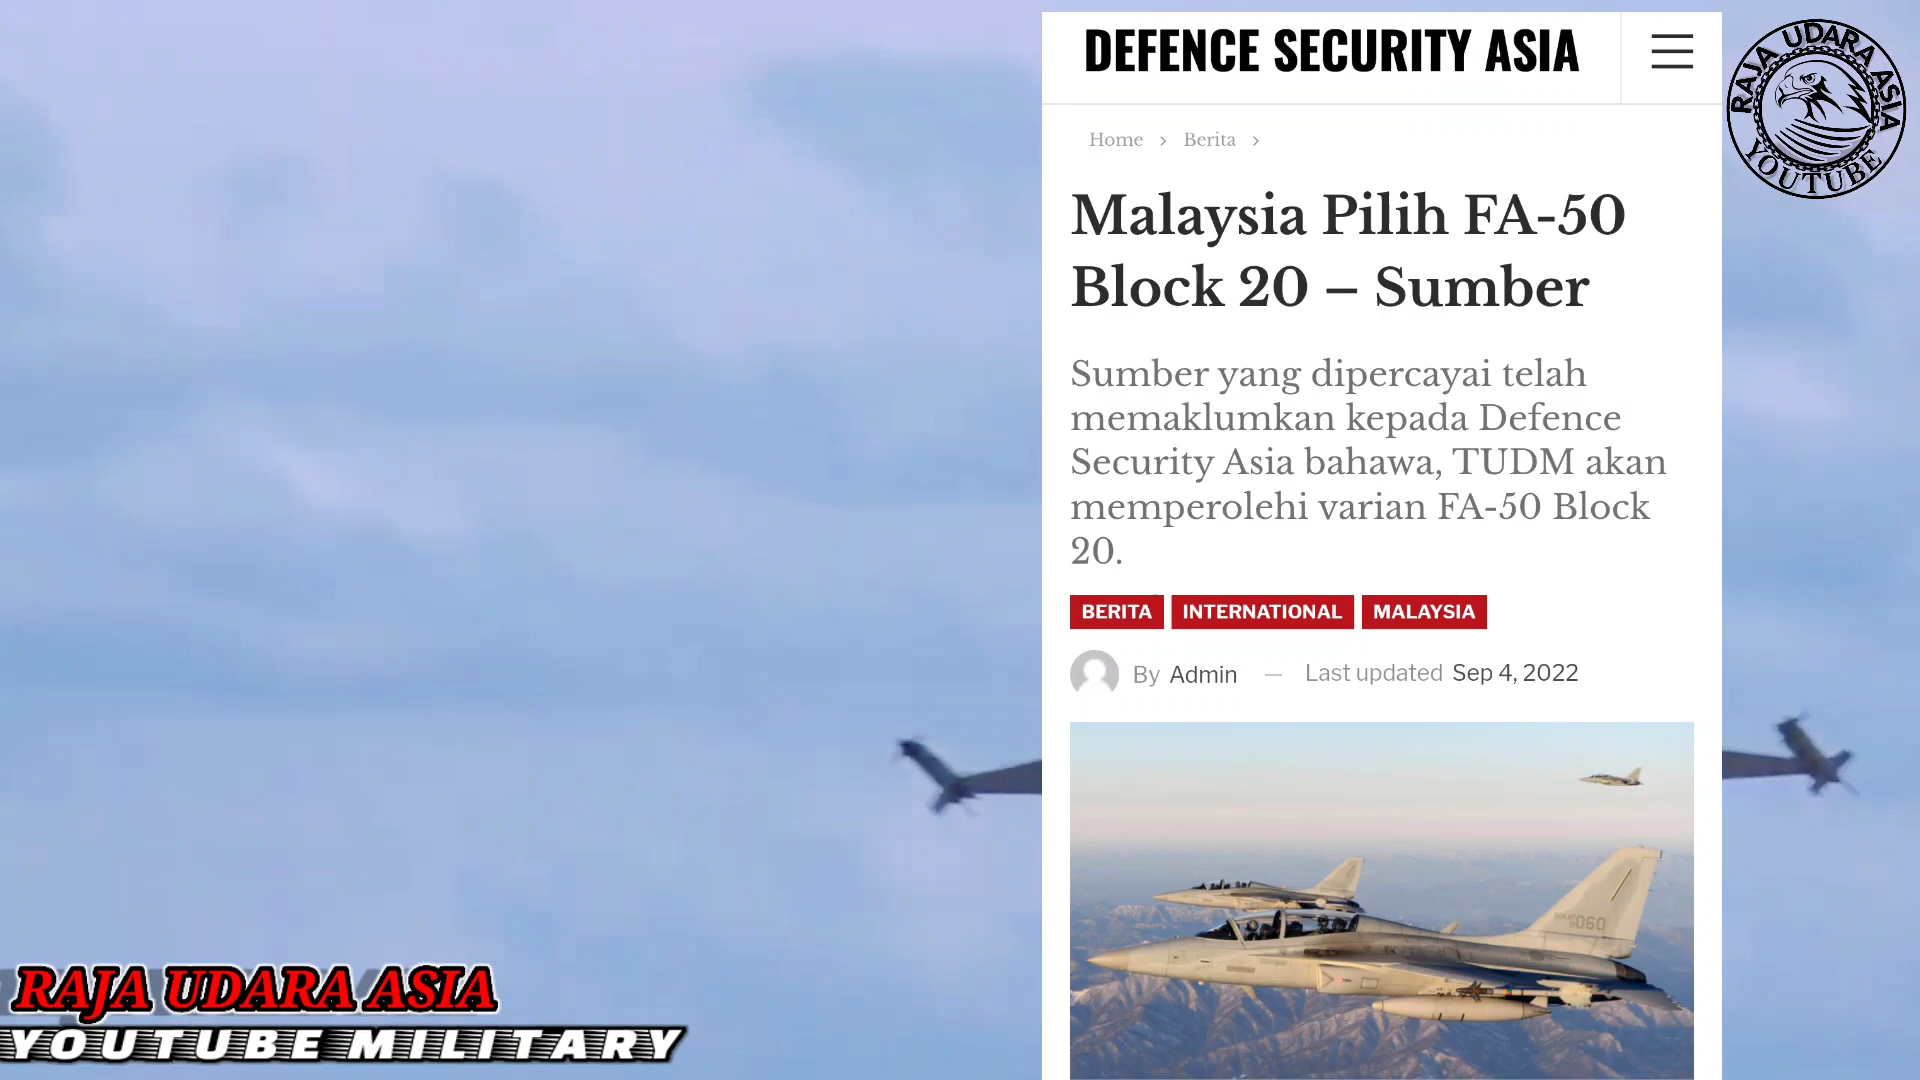 DEFENCE SECURITY ASIA
Home > Berita >
Malaysia Pilih FA-50
Block 20 – Sumber
Sumber yang dipercayai telah
memaklumkan kepada Defence
Security Asia bahawa, TUDM akan
memperolehi varian FA-50 Block
20.
BERITA INTERNATIONAL MALAYSIA
By Admin — Last updated Sep 4, 2022
060
RAJA UDARA ASIA
YOUTUBE
RAJA UDARA ASIA
YOUTUBE MILITARY